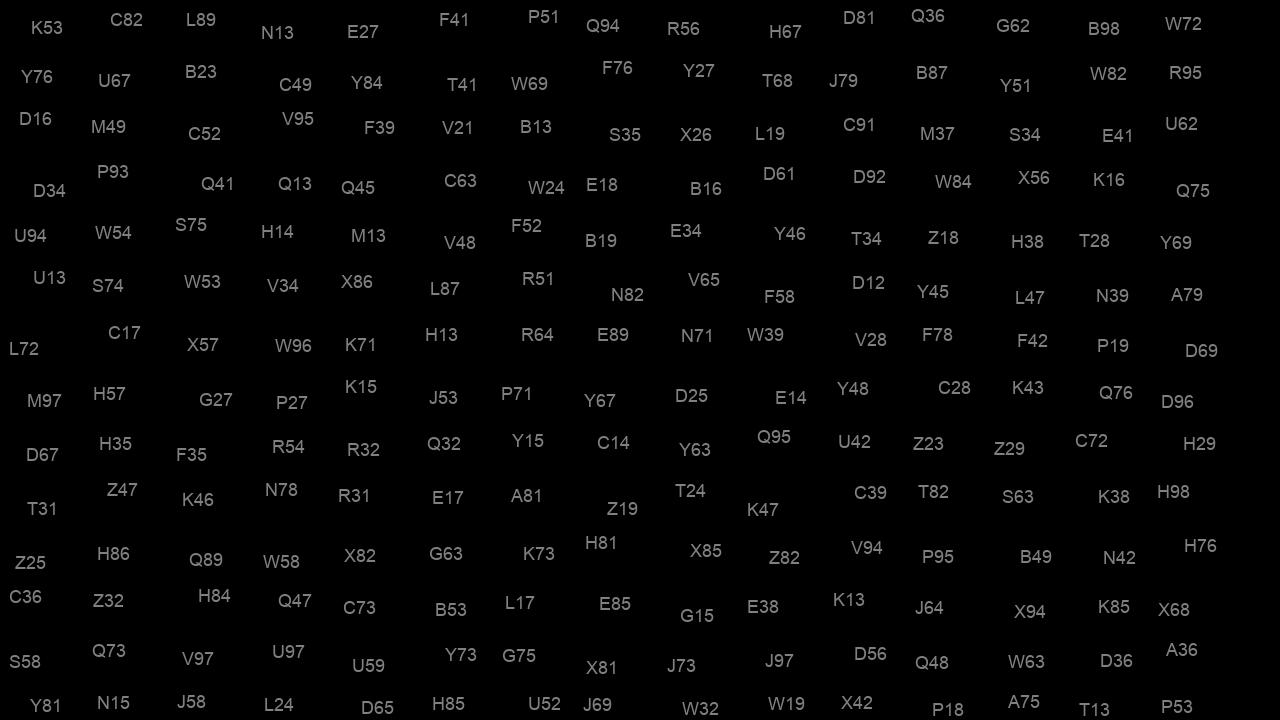 K53 C82 L89 N13 E27 F41 P51 Q94 R56 H67 D81 Q36 G62 B98 W72
Y76 U67 B23 C49 Y84 T41 W69 F76 Y27 T68 J79 B87 Y51 W82 R95
D16 M49 C52 V95 F39 V21 B13 S35 X26 L19 C91 M37 S34 E41 U62
D34 P93 Q41 Q13 Q45 C63 W24 E18 B16 D61 D92 W84 X56 K16 Q75
U94 W54 S75 H14 M13 V48 F52 B19 E34 Y46 T34 Z18 H38 T28 Y69
U13 S74 W53 V34 X86 L87 R51 N82 V65 F58 D12 Y45 L47 N39 A79
L72 C17 X57 W96 K71 H13 R64 E89 N71 W39 V28 F78 F42 P19 D69
M97 H57 G27 P27 K15 J53 P71 Y67 D25 E14 Y48 C28 K43 Q76 D96
D67 H35 F35 R54 R32 Q32 Y15 C14 Y63 Q95 U42 Z23 Z29 C72 H29
T31 Z47 K46 N78 R31 E17 A81 Z19 T24 K47 C39 T82 S63 K38 H98
Z25 H86 Q89 W58 X82 G63 K73 H81 X85 Z82 V94 P95 B49 N42 H76
C36 Z32 H84 Q47 C73 B53 L17 E85 G15 E38 K13 J64 X94 K85 X68
S58 Q73 V97 U97 U59 Y73 G75 X81 J73 J97 D56 Q48 W63 D36 A36
Y81 N15 J58 L24 D65 H85 U52 J69 W32 W19 X42 P18 A75 T13 P53